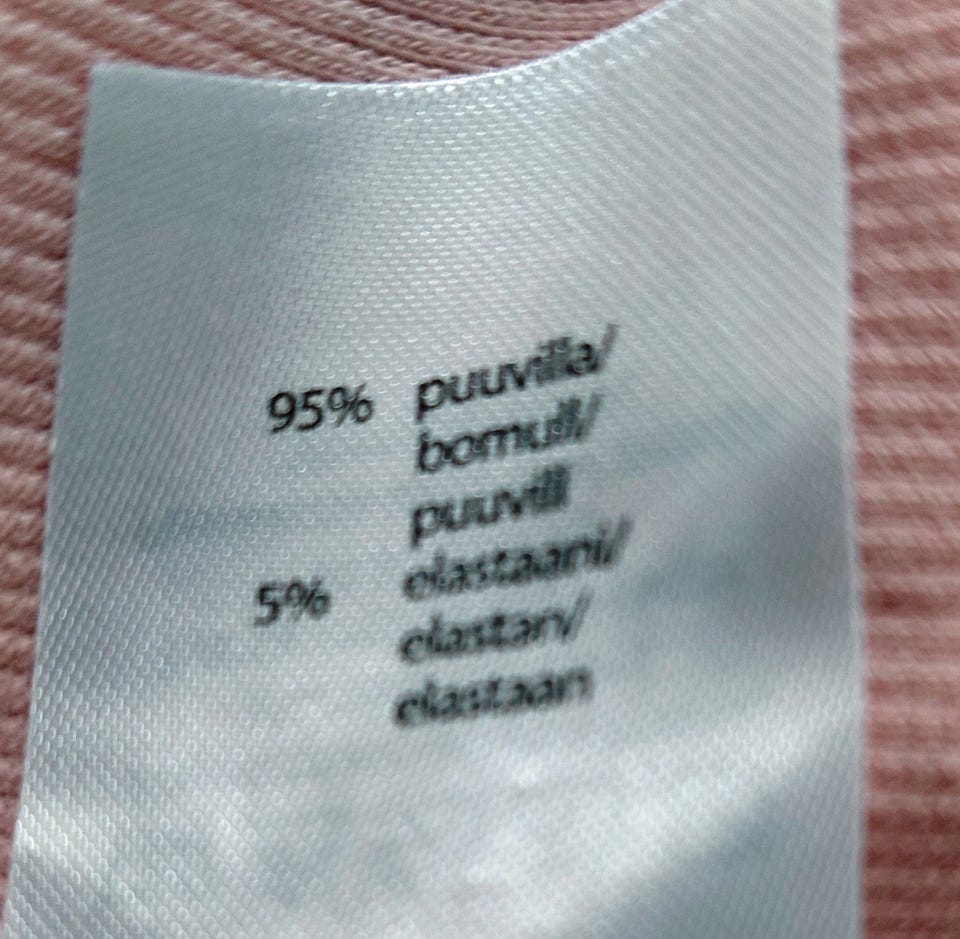 95% puuvilla/
bomull/
puuvill
5% elastaani/
elastan/
elastaan